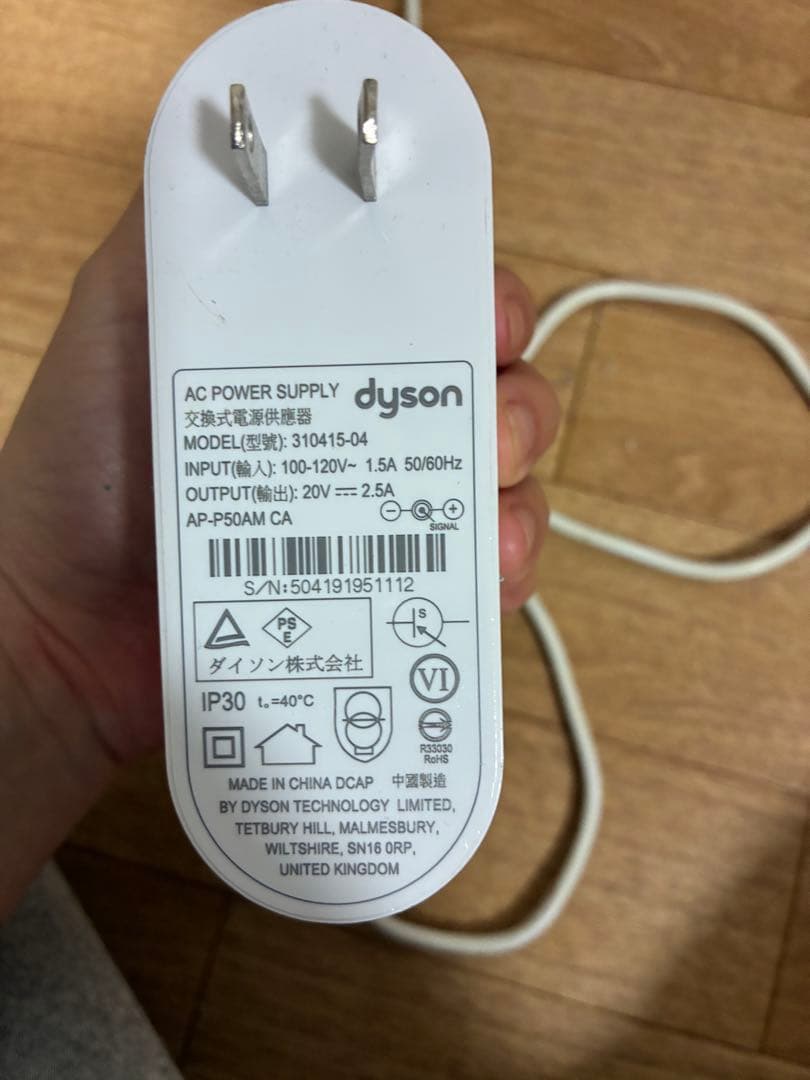 AC POWER SUPPLY dyson
交換式電源供應器
MODEL(型號): 310415-04
INPUT(輸入): 100-120V~ 1.5A 50/60Hz
OUTPUT(輸出): 20V ⎓ 2.5A
AP-P50AM CA
SIGNAL
S/N:504191951112
PS
E
S
ダイソン株式会社
VI
IP30 tₐ=40°C
R33030
RoHS
MADE IN CHINA DCAP 中國製造
BY DYSON TECHNOLOGY LIMITED,
TETBURY HILL, MALMESBURY,
WILTSHIRE, SN16 0RP,
UNITED KINGDOM